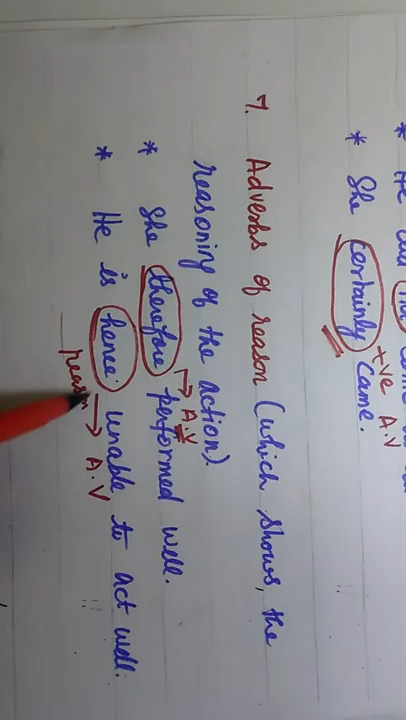 * She certainly came.
+ve A.V
7. Adverbs of reason (which shows, the
reasoning of the action).
* She therefore performed well.
→ A.V
* He is hence unable to act well.
→ A.V